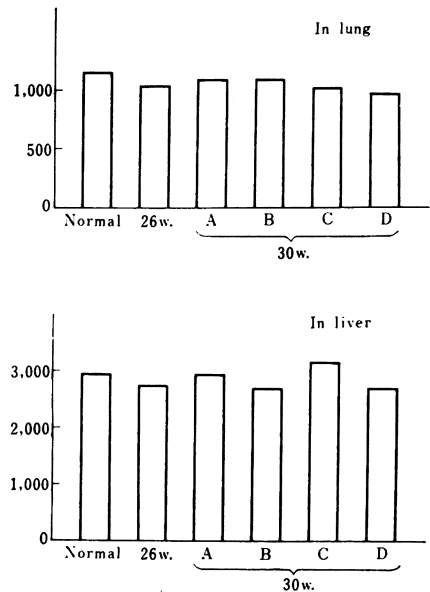 In lung
1,000
500
0
Normal 26w. A B C D
30w.
In liver
3,000
2,000
1,000
0
Normal 26w. A B C D
30w.